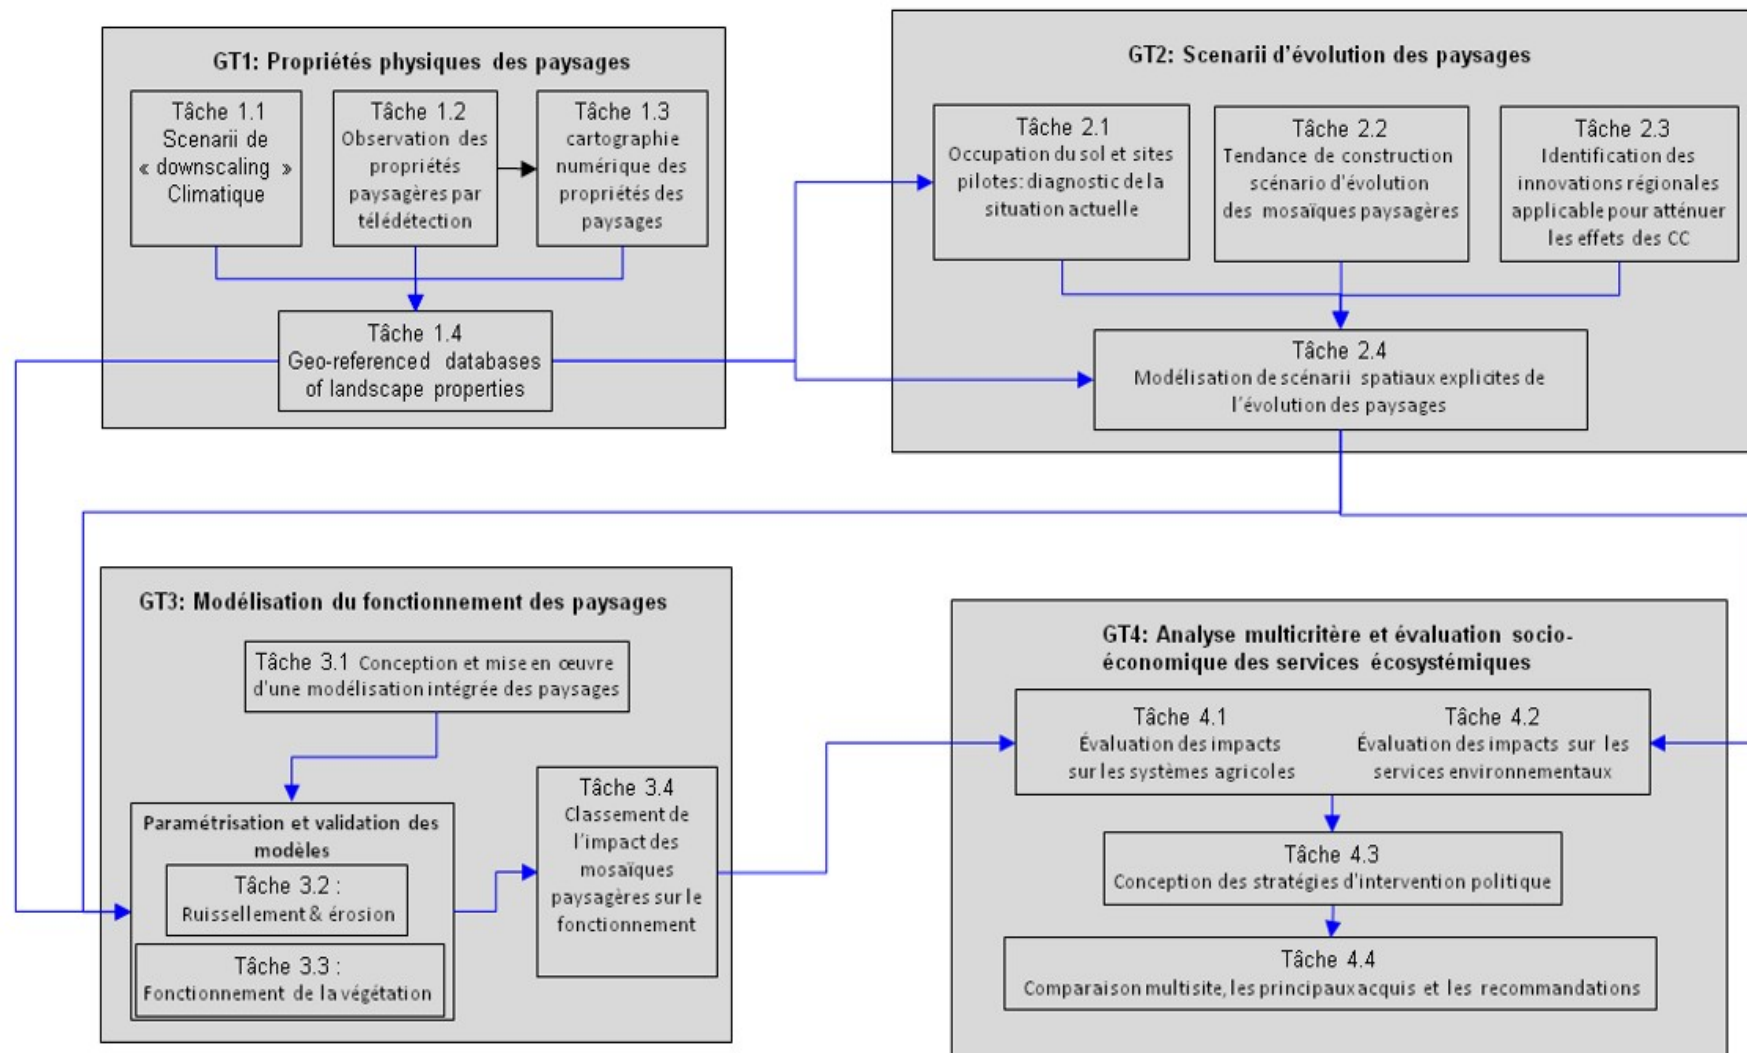 GT1: Propriétés physiques des paysages
Tâche 1.1
Scenarii de
« downscaling »
Climatique
Tâche 1.2
Observation des
propriétés
paysagères par
télédétection
Tâche 1.3
cartographie
numérique des
propriétés des
paysages
Tâche 1.4
Geo-referenced databases
of landscape properties
GT2: Scenarii d'évolution des paysages
Tâche 2.1
Occupation du sol et sites
pilotes: diagnostic de la
situation actuelle
Tâche 2.2
Tendance de construction
scénario d'évolution
des mosaïques paysagères
Tâche 2.3
Identification des
innovations régionales
applicable pour atténuer
les effets des CC
Tâche 2.4
Modélisation de scénarii spatiaux explicites de
l'évolution des paysages
GT3: Modélisation du fonctionnement des paysages
Tâche 3.1 Conception et mise en œuvre
d'une modélisation intégrée des paysages
Paramétrisation et validation des
modèles
Tâche 3.2 :
Ruissellement & érosion
Tâche 3.3 :
Fonctionnement de la végétation
Tâche 3.4
Classement de
l'impact des
mosaïques
paysagères sur le
fonctionnement
GT4: Analyse multicritère et évaluation socio-
économique des services écosystémiques
Tâche 4.1
Évaluation des impacts
sur les systèmes agricoles
Tâche 4.2
Évaluation des impacts sur les
services environnementaux
Tâche 4.3
Conception des stratégies d'intervention politique
Tâche 4.4
Comparaison multisite, les principaux acquis et les recommandations